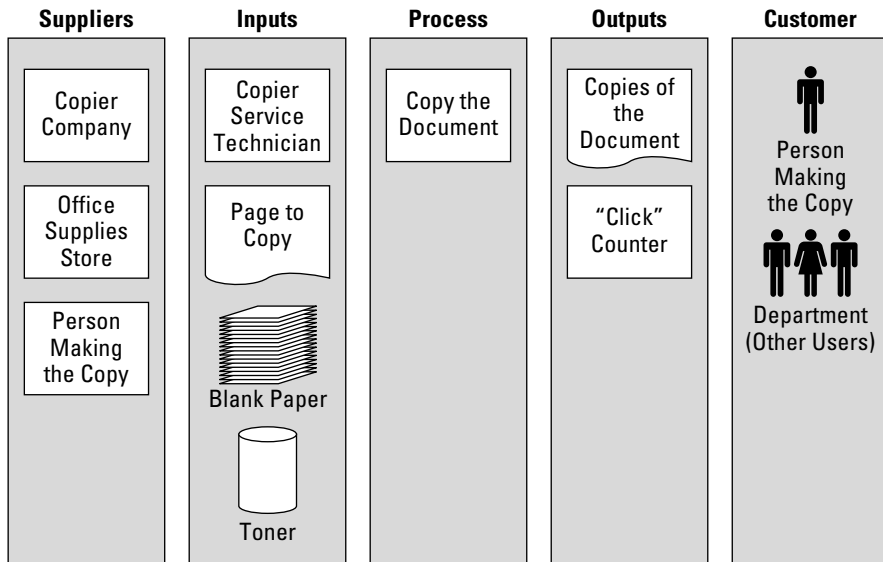 Suppliers
Copier
Company
Office
Supplies
Store
Person
Making
the Copy
Inputs
Copier
Service
Technician
Page to
Copy
Blank Paper
Toner
Process
Copy the
Document
Outputs
Copies of
the
Document
“Click”
Counter
Customer
Person
Making
the Copy
Department
(Other Users)